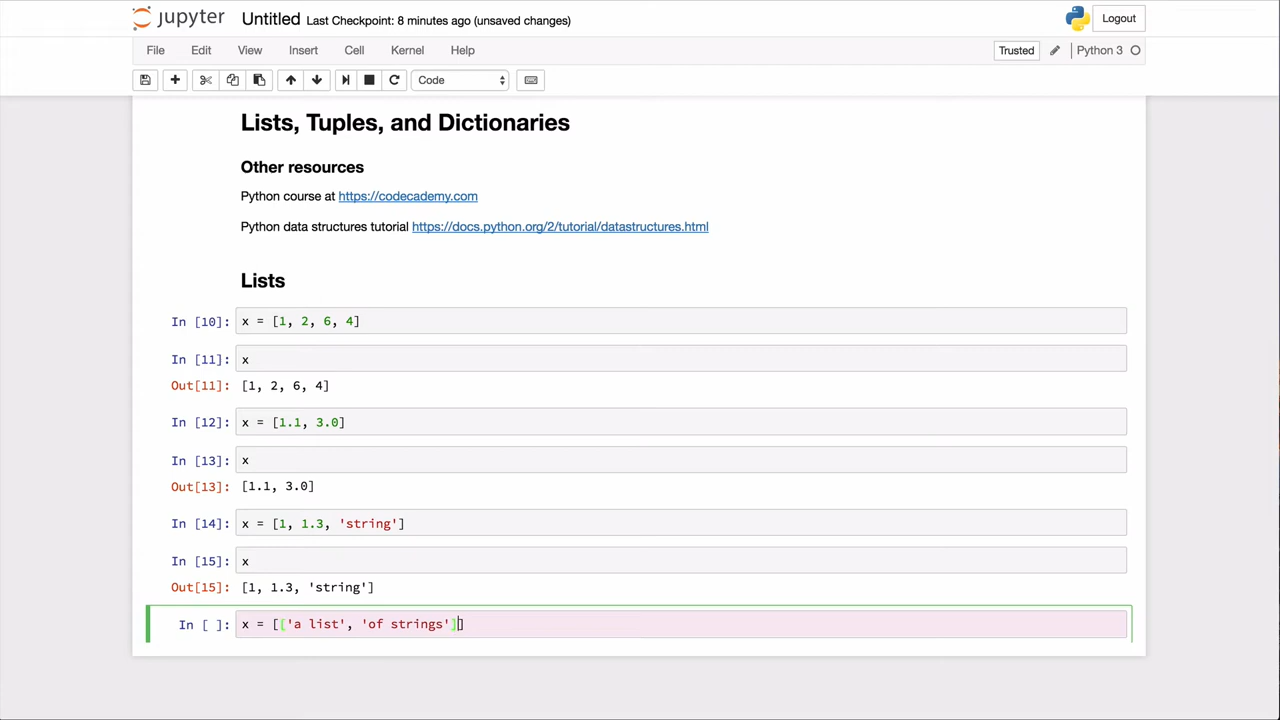 jupyter Untitled Last Checkpoint: 8 minutes ago (unsaved changes) Logout
File Edit View Insert Cell Kernel Help Trusted Python 3
Code
Lists, Tuples, and Dictionaries
Other resources
Python course at https://codecademy.com
Python data structures tutorial https://docs.python.org/2/tutorial/datastructures.html
Lists
In [10]: x = [1, 2, 6, 4]
In [11]: x
Out[11]: [1, 2, 6, 4]
In [12]: x = [1.1, 3.0]
In [13]: x
Out[13]: [1.1, 3.0]
In [14]: x = [1, 1.3, 'string']
In [15]: x
Out[15]: [1, 1.3, 'string']
In [ ]: x = [['a list', 'of strings']]